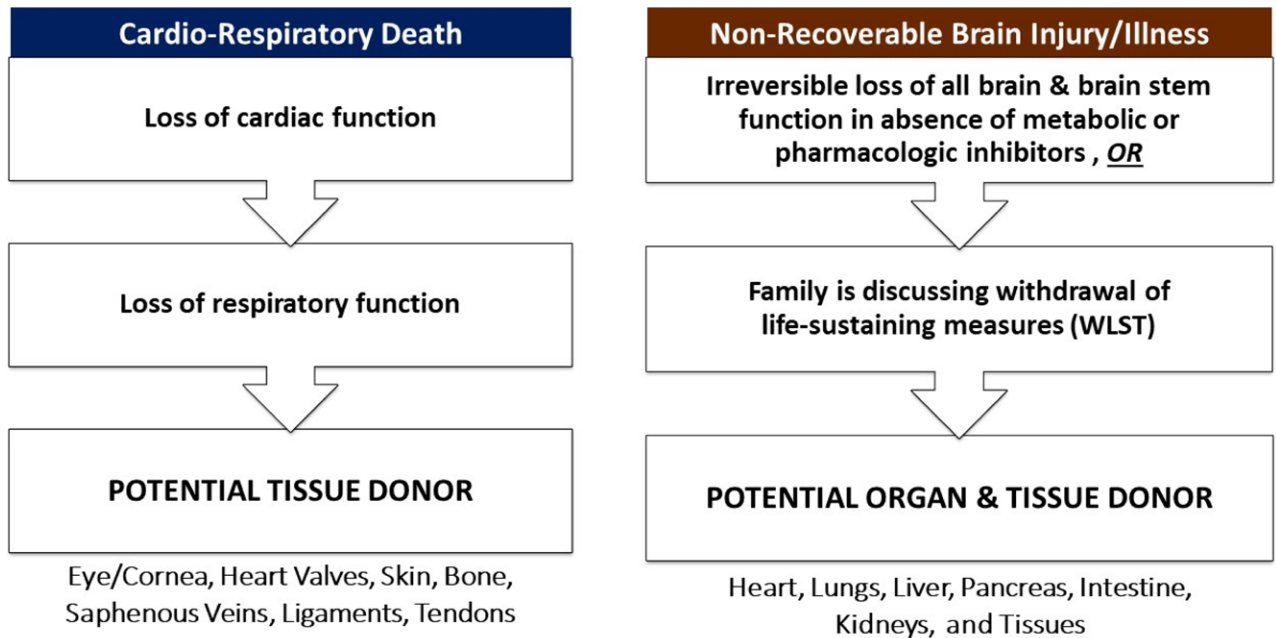 Cardio-Respiratory Death
Loss of cardiac function
Loss of respiratory function
POTENTIAL TISSUE DONOR
Eye/Cornea, Heart Valves, Skin, Bone,
Saphenous Veins, Ligaments, Tendons
Non-Recoverable Brain Injury/Illness
Irreversible loss of all brain & brain stem
function in absence of metabolic or
pharmacologic inhibitors , OR
Family is discussing withdrawal of
life-sustaining measures (WLST)
POTENTIAL ORGAN & TISSUE DONOR
Heart, Lungs, Liver, Pancreas, Intestine,
Kidneys, and Tissues